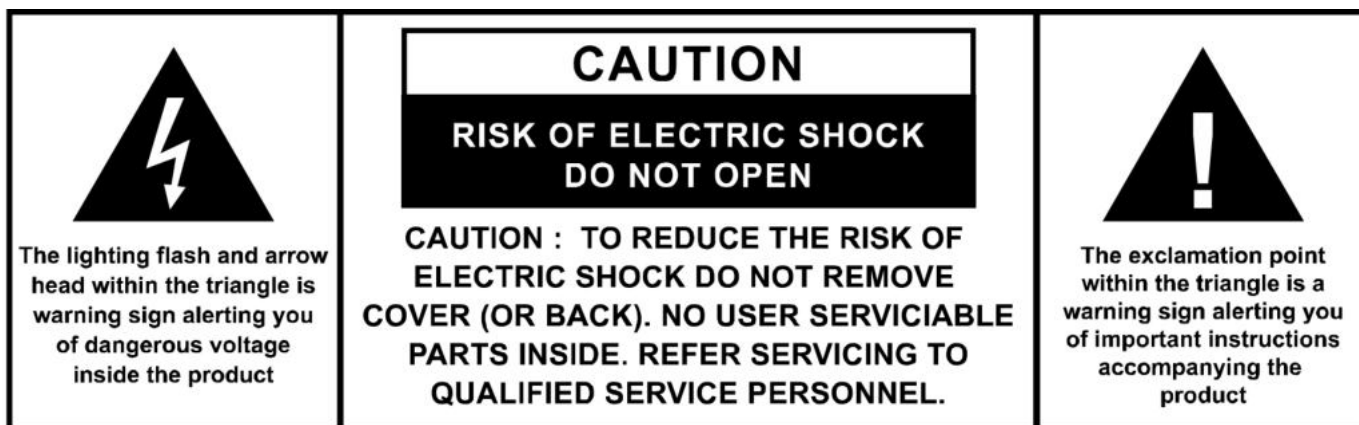 The lighting flash and arrow
head within the triangle is
warning sign alerting you
of dangerous voltage
inside the product
CAUTION
RISK OF ELECTRIC SHOCK
DO NOT OPEN
CAUTION : TO REDUCE THE RISK OF
ELECTRIC SHOCK DO NOT REMOVE
COVER (OR BACK). NO USER SERVICIABLE
PARTS INSIDE. REFER SERVICING TO
QUALIFIED SERVICE PERSONNEL.
!
The exclamation point
within the triangle is a
warning sign alerting you
of important instructions
accompanying the
product